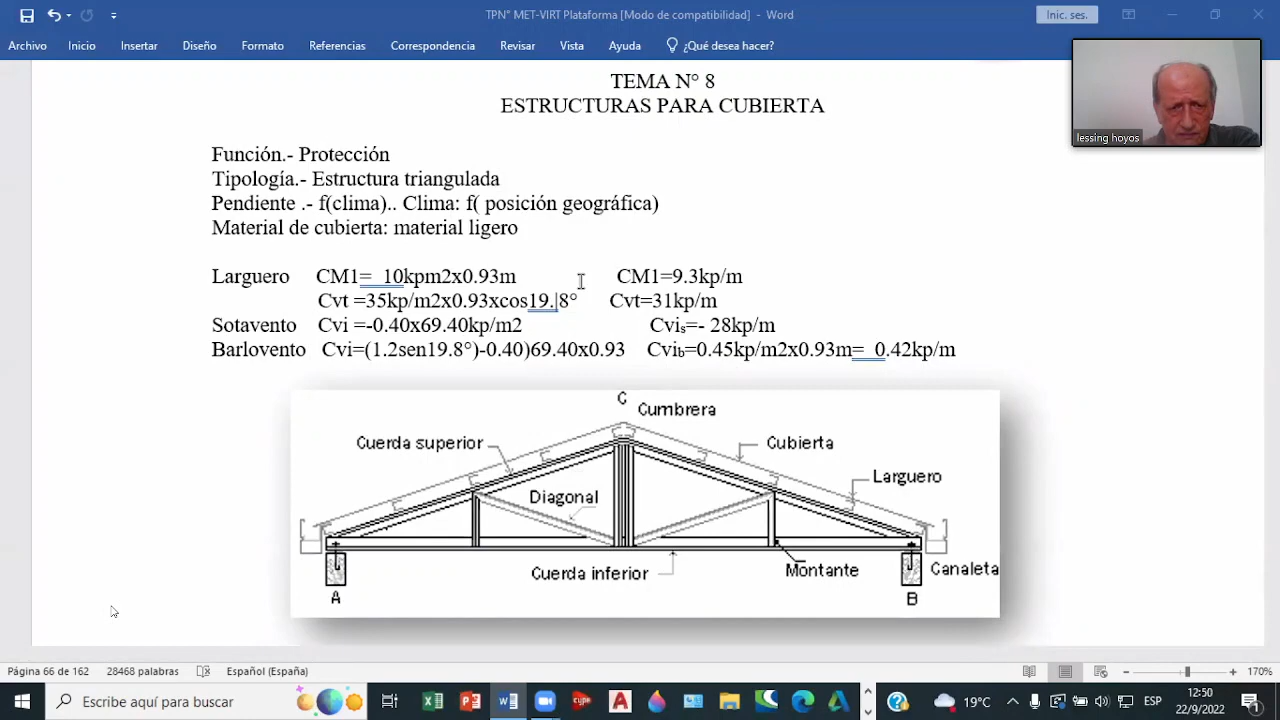 TPN° MET-VIRT Plataforma [Modo de compatibilidad] - Word
Inic. ses.
Archivo Inicio Insertar Diseño Formato Referencias Correspondencia Revisar Vista Ayuda ¿Qué desea hacer?
lessing hoyos
TEMA N° 8
ESTRUCTURAS PARA CUBIERTA
Función.- Protección
Tipología.- Estructura triangulada
Pendiente .- f(clima).. Clima: f( posición geográfica)
Material de cubierta: material ligero
Larguero CM1= 10kpm2x0.93m CM1=9.3kp/m
Cvt =35kp/m2x0.93xcos19.8° Cvt=31kp/m
Sotavento Cvi =-0.40x69.40kp/m2 Cvis=- 28kp/m
Barlovento Cvi=(1.2sen19.8°)-0.40)69.40x0.93 Cvib=0.45kp/m2x0.93m= 0.42kp/m
C
Cumbrera
Cuerda superior
Cubierta
Larguero
Diagonal
Cuerda inferior
Montante
Canaleta
A
B
Página 66 de 162 28468 palabras Español (España) 170%
Escribe aquí para buscar
19°C
ESP
12:50
22/9/2022